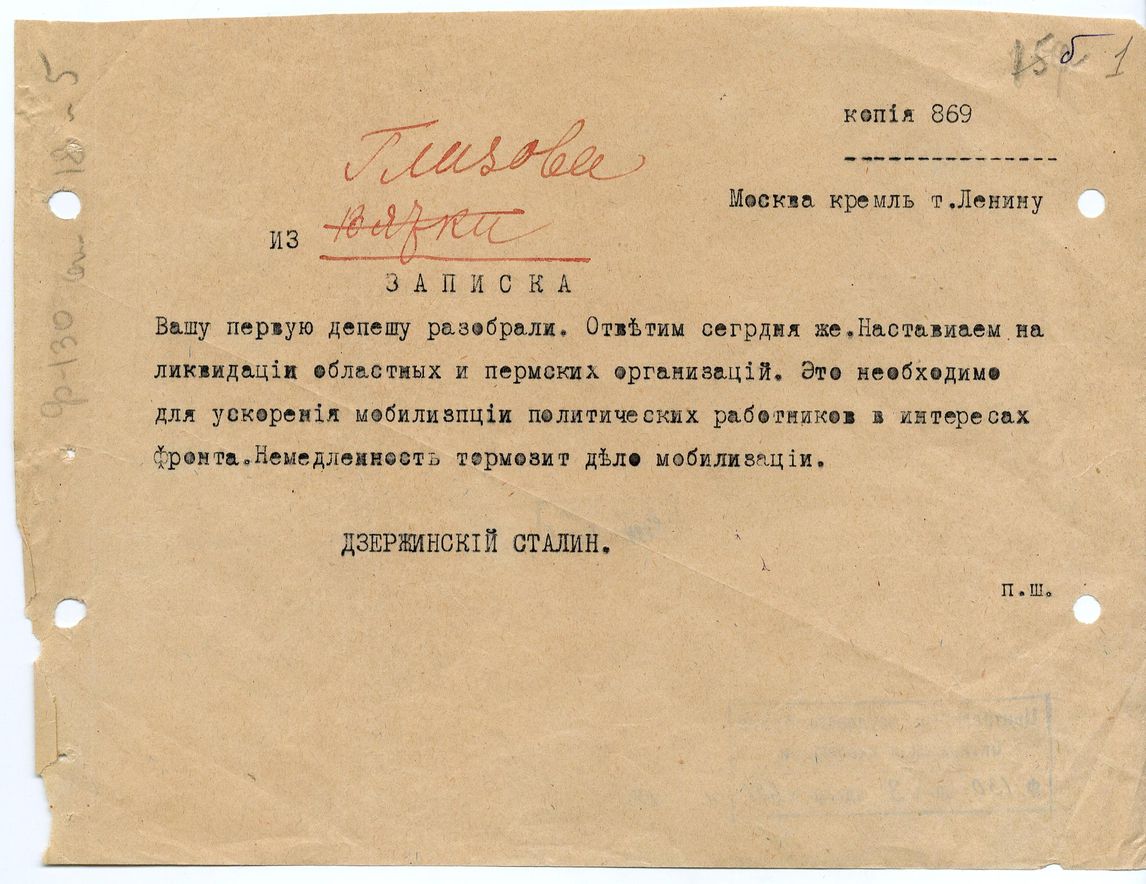 б 1
копія 869
Москва кремль т.Ленину
Глазова
из вятки
ЗАПИСКА
Вашу первую депешу разобрали. Отвѣтим сегрдня же.Наставиаем на
ликвидаціи областных и пермских организацій. Это необходимо
для ускоренія мобилизпціи политических работников в интересах
фронта.Немедленность тормозит дѣло мобилизаціи.
ДЗЕРЖИНСКІЙ СТАЛИН.
п.ш.